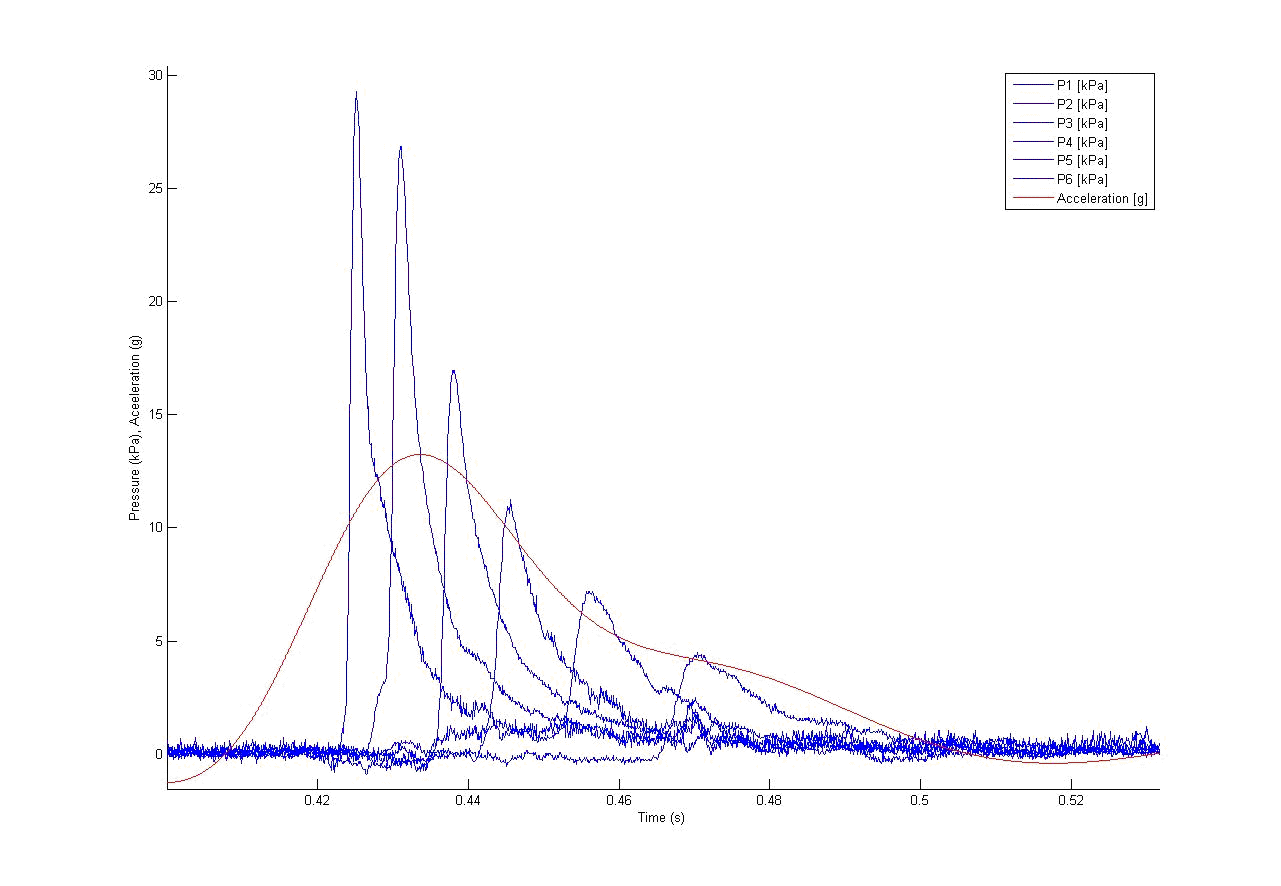 30
25
20
15
10
5
0
Pressure (kPa), Aceeleration (g)
0.42
0.44
0.46
0.48
0.5
0.52
Time (s)
P1 [kPa]
P2 [kPa]
P3 [kPa]
P4 [kPa]
P5 [kPa]
P6 [kPa]
Acceleration [g]